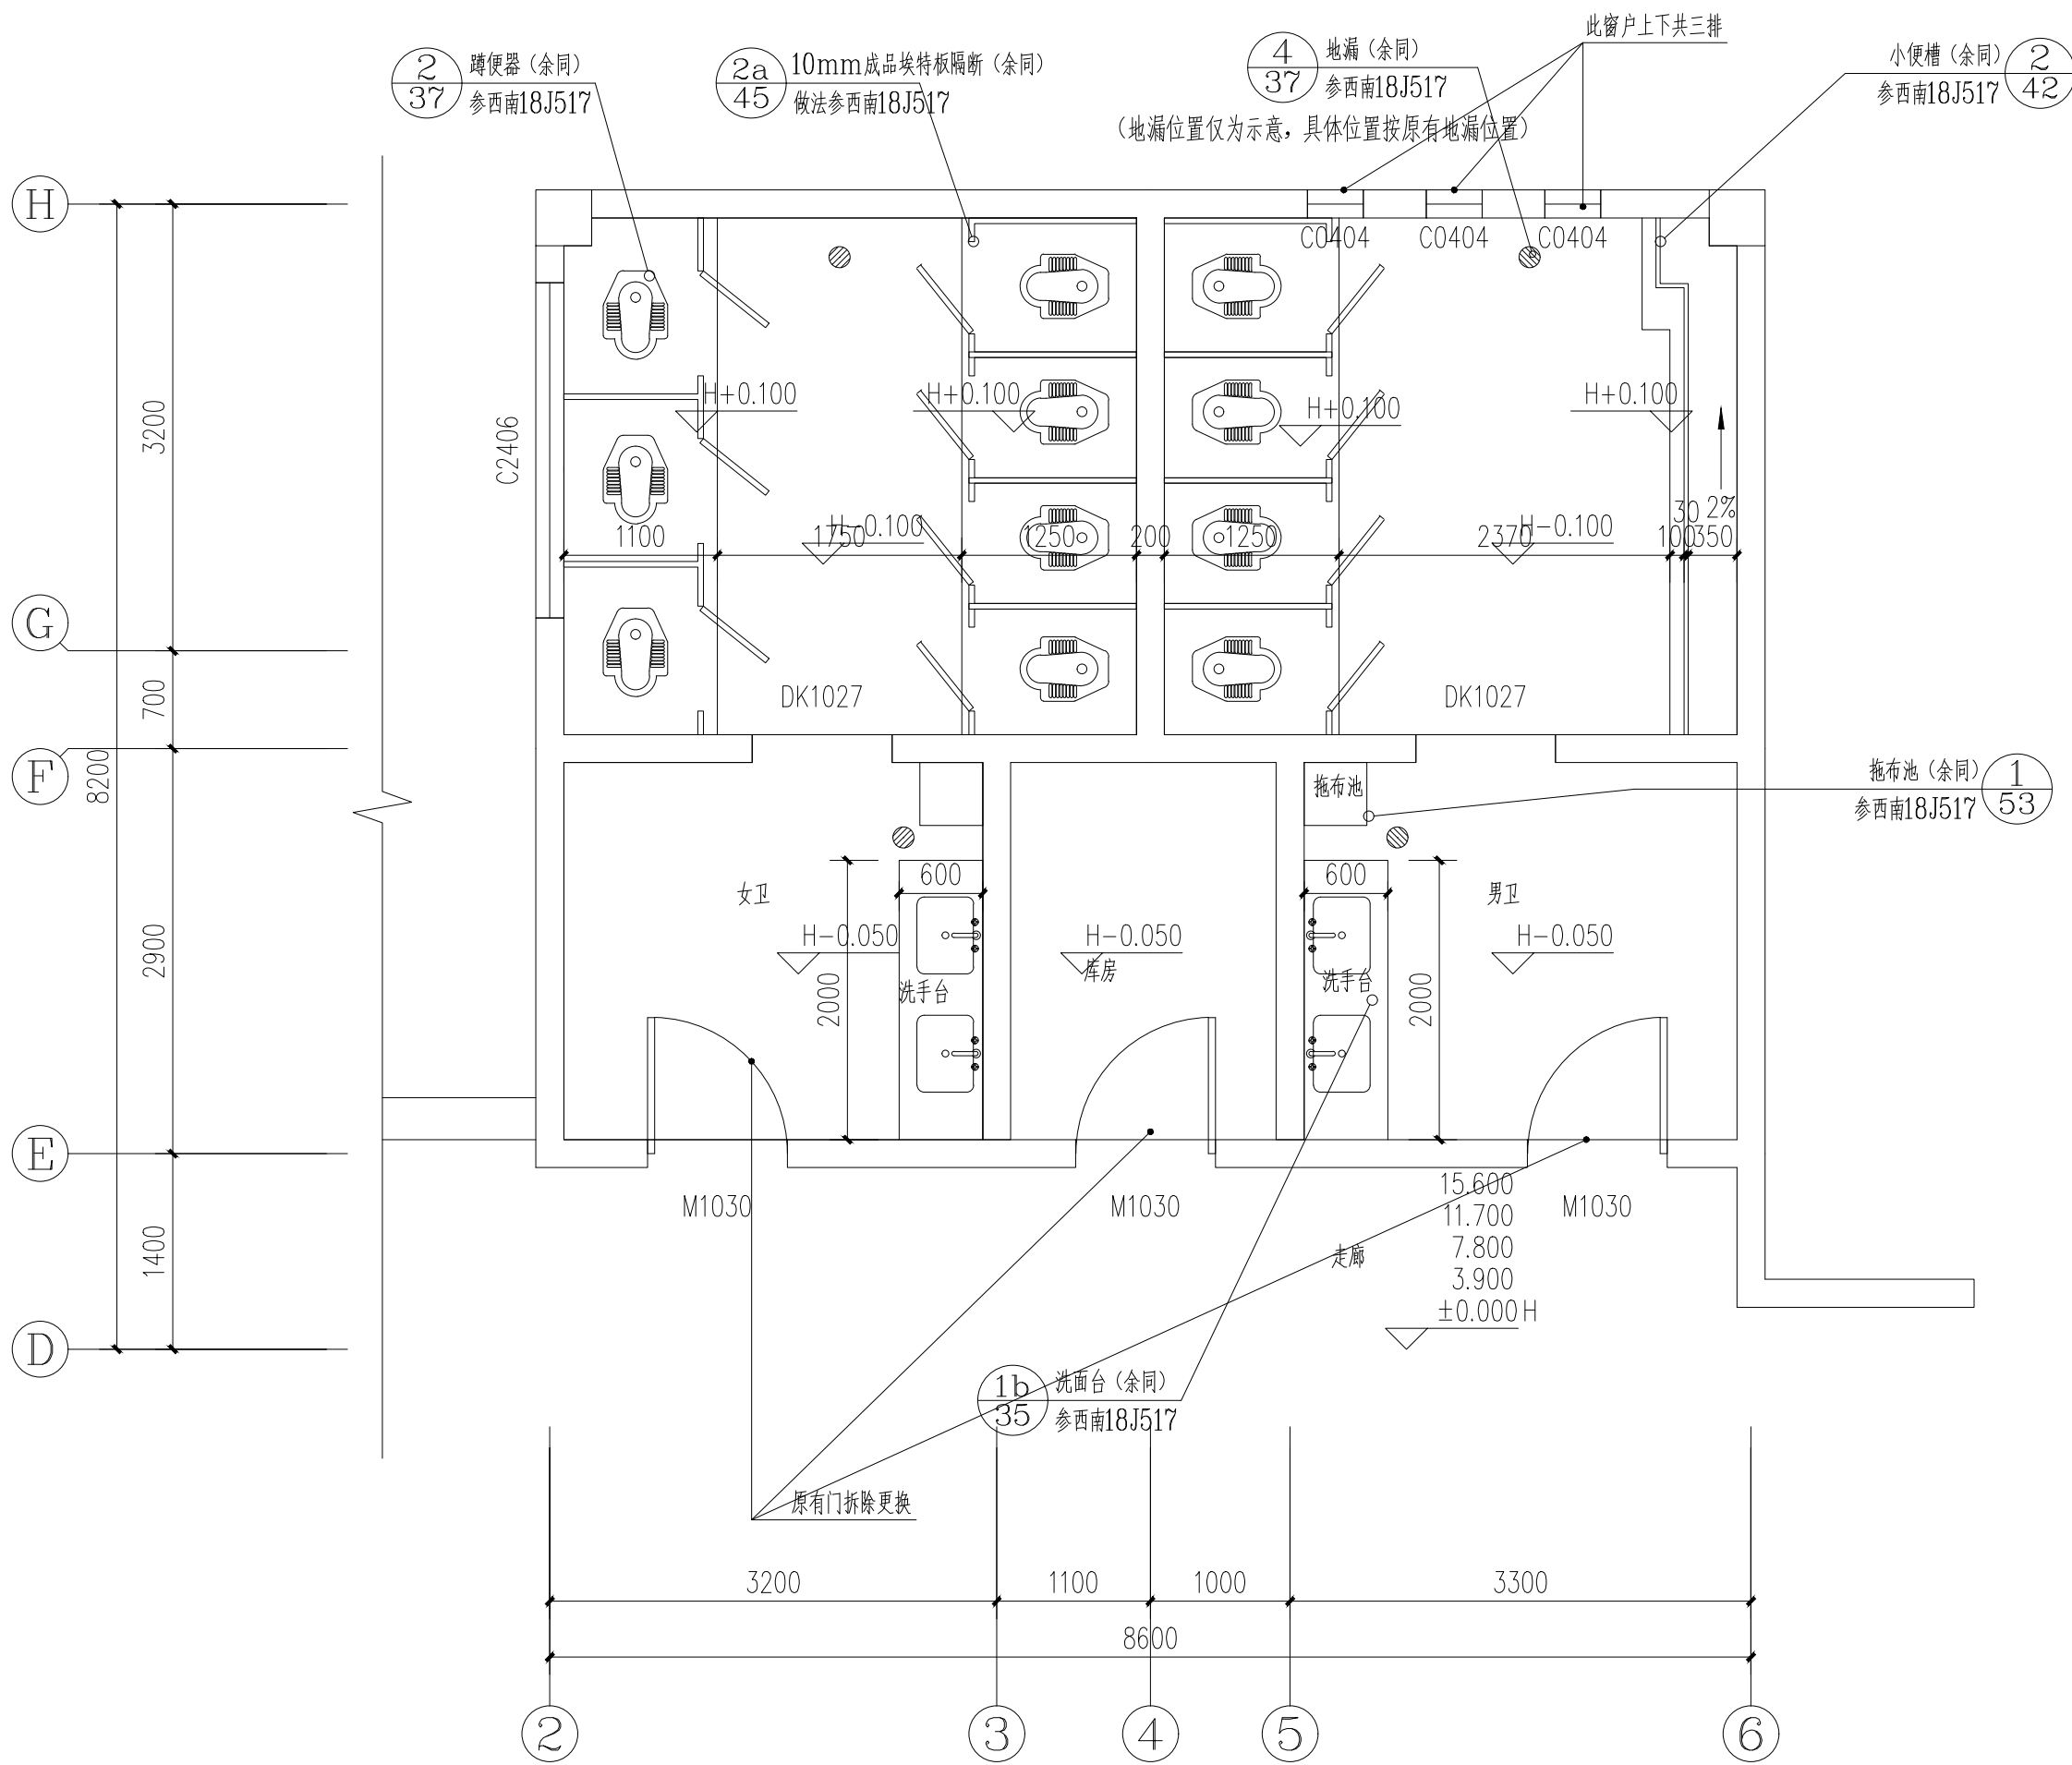 此窗户上下共三排
2
37
蹲便器（余同）
参西南18J517
2a
45
10mm成品埃特板隔断（余同）
做法参西南18J517
4
37
地漏（余同）
参西南18J517
（地漏位置仅为示意，具体位置按原有地漏位置）
小便槽（余同）
参西南18J517
2
42
H
C0404
C0404
C0404
3200
C2406
H+0.100
H+0.100
H+0.100
H+0.100
2%
30
H-0.100
H-0.100
1100
1750
1250
200
1250
2370
100
350
G
700
DK1027
DK1027
F
8200
拖布池
拖布池（余同）
参西南18J517
1
53
600
600
女卫
男卫
2900
H-0.050
H-0.050
H-0.050
库房
洗手台
洗手台
2000
2000
E
M1030
M1030
M1030
1400
15.600
11.700
7.800
3.900
±0.000 H
走廊
D
1b
35
洗面台（余同）
参西南18J517
原有门拆除更换
3200
1100
1000
3300
8600
2
3
4
5
6